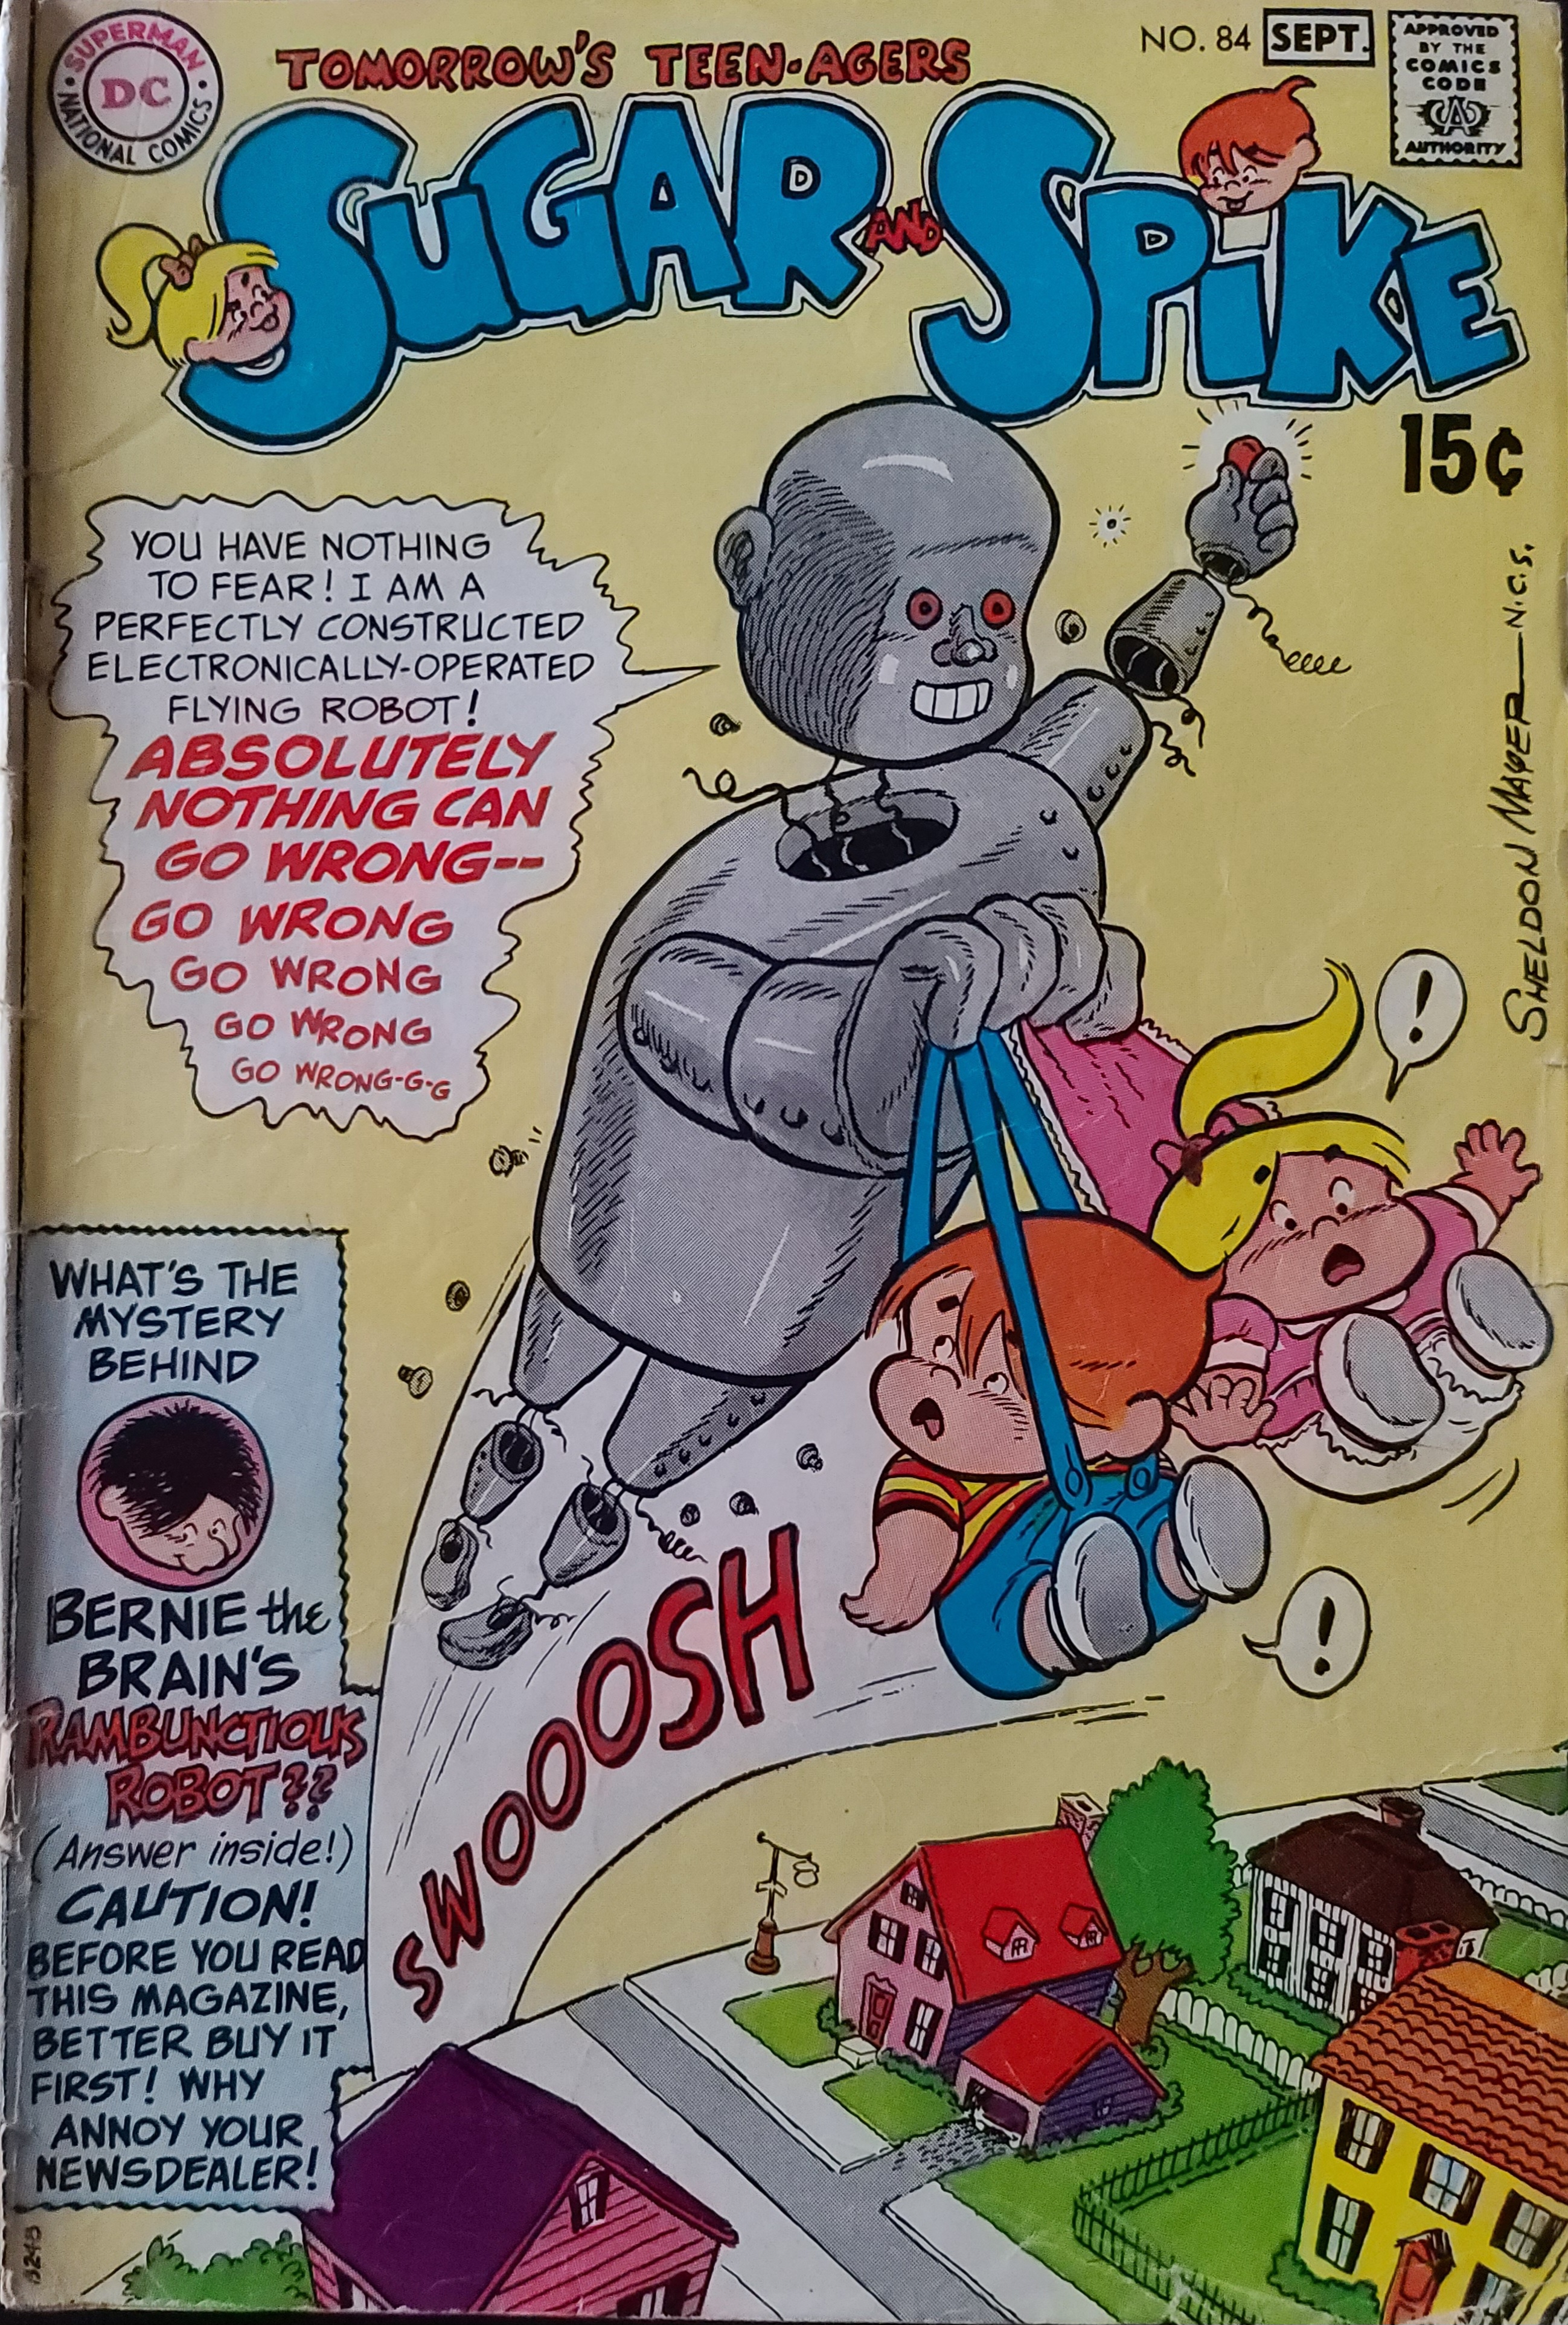 SUPERMAN
DC
NATIONAL COMICS
TOMORROW'S TEEN-AGERS
NO. 84 SEPT.
APPROVED
BY THE
COMICS
CODE
CA
AUTHORITY
SUGAR AND SPiKE
15¢
YOU HAVE NOTHING
TO FEAR! I AM A
PERFECTLY CONSTRUCTED
ELECTRONICALLY-OPERATED
FLYING ROBOT!
ABSOLUTELY
NOTHING CAN
GO WRONG--
GO WRONG
GO WRONG
GO WRONG
GO WRONG-G-G
SHELDON MAYER—N.C.S.
!
!
SWOOOSH
WHAT'S THE
MYSTERY
BEHIND
BERNIE the
BRAIN'S
RAMBUNCTIOUS
ROBOT??
(Answer inside!)
CAUTION!
BEFORE YOU READ
THIS MAGAZINE,
BETTER BUY IT
FIRST! WHY
ANNOY YOUR
NEWSDEALER!